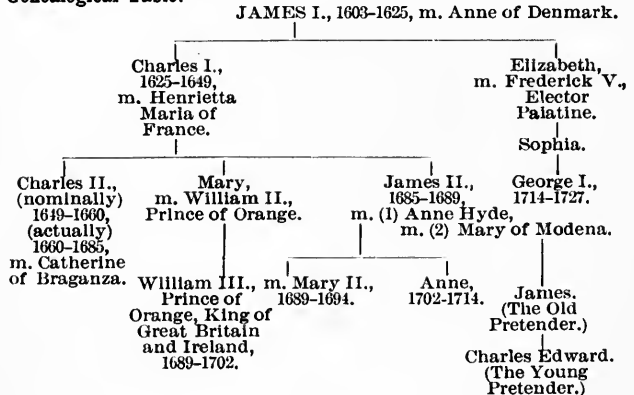 Genealogical Table.
JAMES I., 1603–1625, m. Anne of Denmark.
Charles I.,
1625–1649,
m. Henrietta
Maria of
France.
Elizabeth,
m. Frederick V.,
Elector
Palatine.
Sophia.
Charles II.,
(nominally)
1649–1660,
(actually)
1660–1685,
m. Catherine
of Braganza.
Mary,
m. William II.,
Prince of Orange.
James II.,
1685–1689,
m. (1) Anne Hyde,
m. (2) Mary of Modena.
George I.,
1714–1727.
William III.,
Prince of
Orange, King of
Great Britain
and Ireland,
1689–1702.
m. Mary II.,
1689–1694.
Anne,
1702–1714.
James.
(The Old
Pretender.)
Charles Edward.
(The Young
Pretender.)